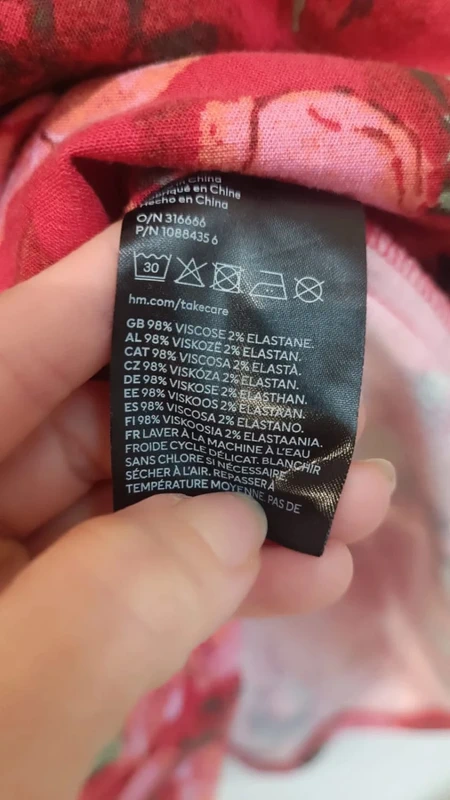 en China
Fabriqué en Chine
Hecho en China
O/N 316666
P/N 1088435 6
30
hm.com/takecare
GB 98% VISCOSE 2% ELASTANE.
AL 98% VISKOZË 2% ELASTAN.
CAT 98% VISCOSA 2% ELASTÀ.
CZ 98% VISKÓZA 2% ELASTAN.
DE 98% VISKOSE 2% ELASTHAN.
EE 98% VISKOOS 2% ELASTAAN.
ES 98% VISCOSA 2% ELASTANO.
FI 98% VISKOOSIA 2% ELASTAANIA.
FR LAVER À LA MACHINE À L'EAU
FROIDE CYCLE DÉLICAT. BLANCHIR
SANS CHLORE SI NÉCESSAIRE
SÉCHER À L'AIR. REPASSER À
TEMPÉRATURE MOYENNE. PAS DE